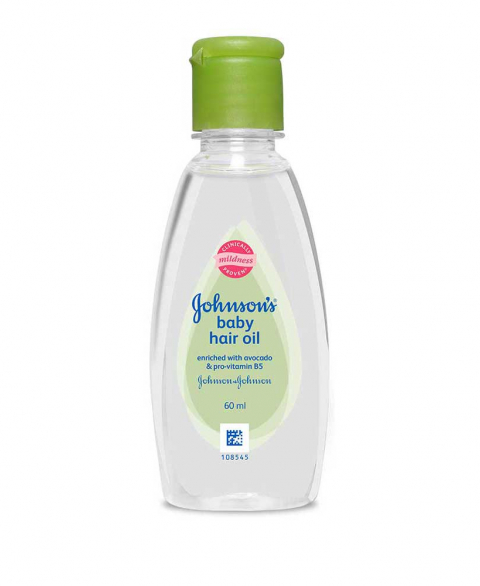 CLINICALLY
mildness
PROVEN
Johnson's
baby
hair oil
enriched with avocado
& pro-vitamin B5
Johnson & Johnson
60 ml
108545